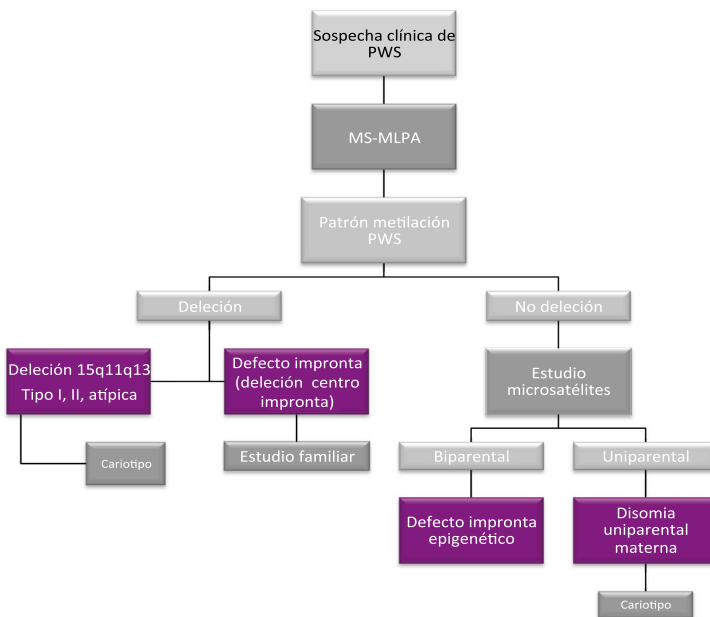 Sospecha clínica de
PWS
MS-MLPA
Patrón metilación
PWS
Deleción
No deleción
Deleción 15q11q13
Tipo I, II, atípica
Defecto impronta
(deleción centro
impronta)
Estudio
microsatélites
Cariotipo
Estudio familiar
Biparental
Uniparental
Defecto impronta
epigenético
Disomia
uniparental
materna
Cariotipo